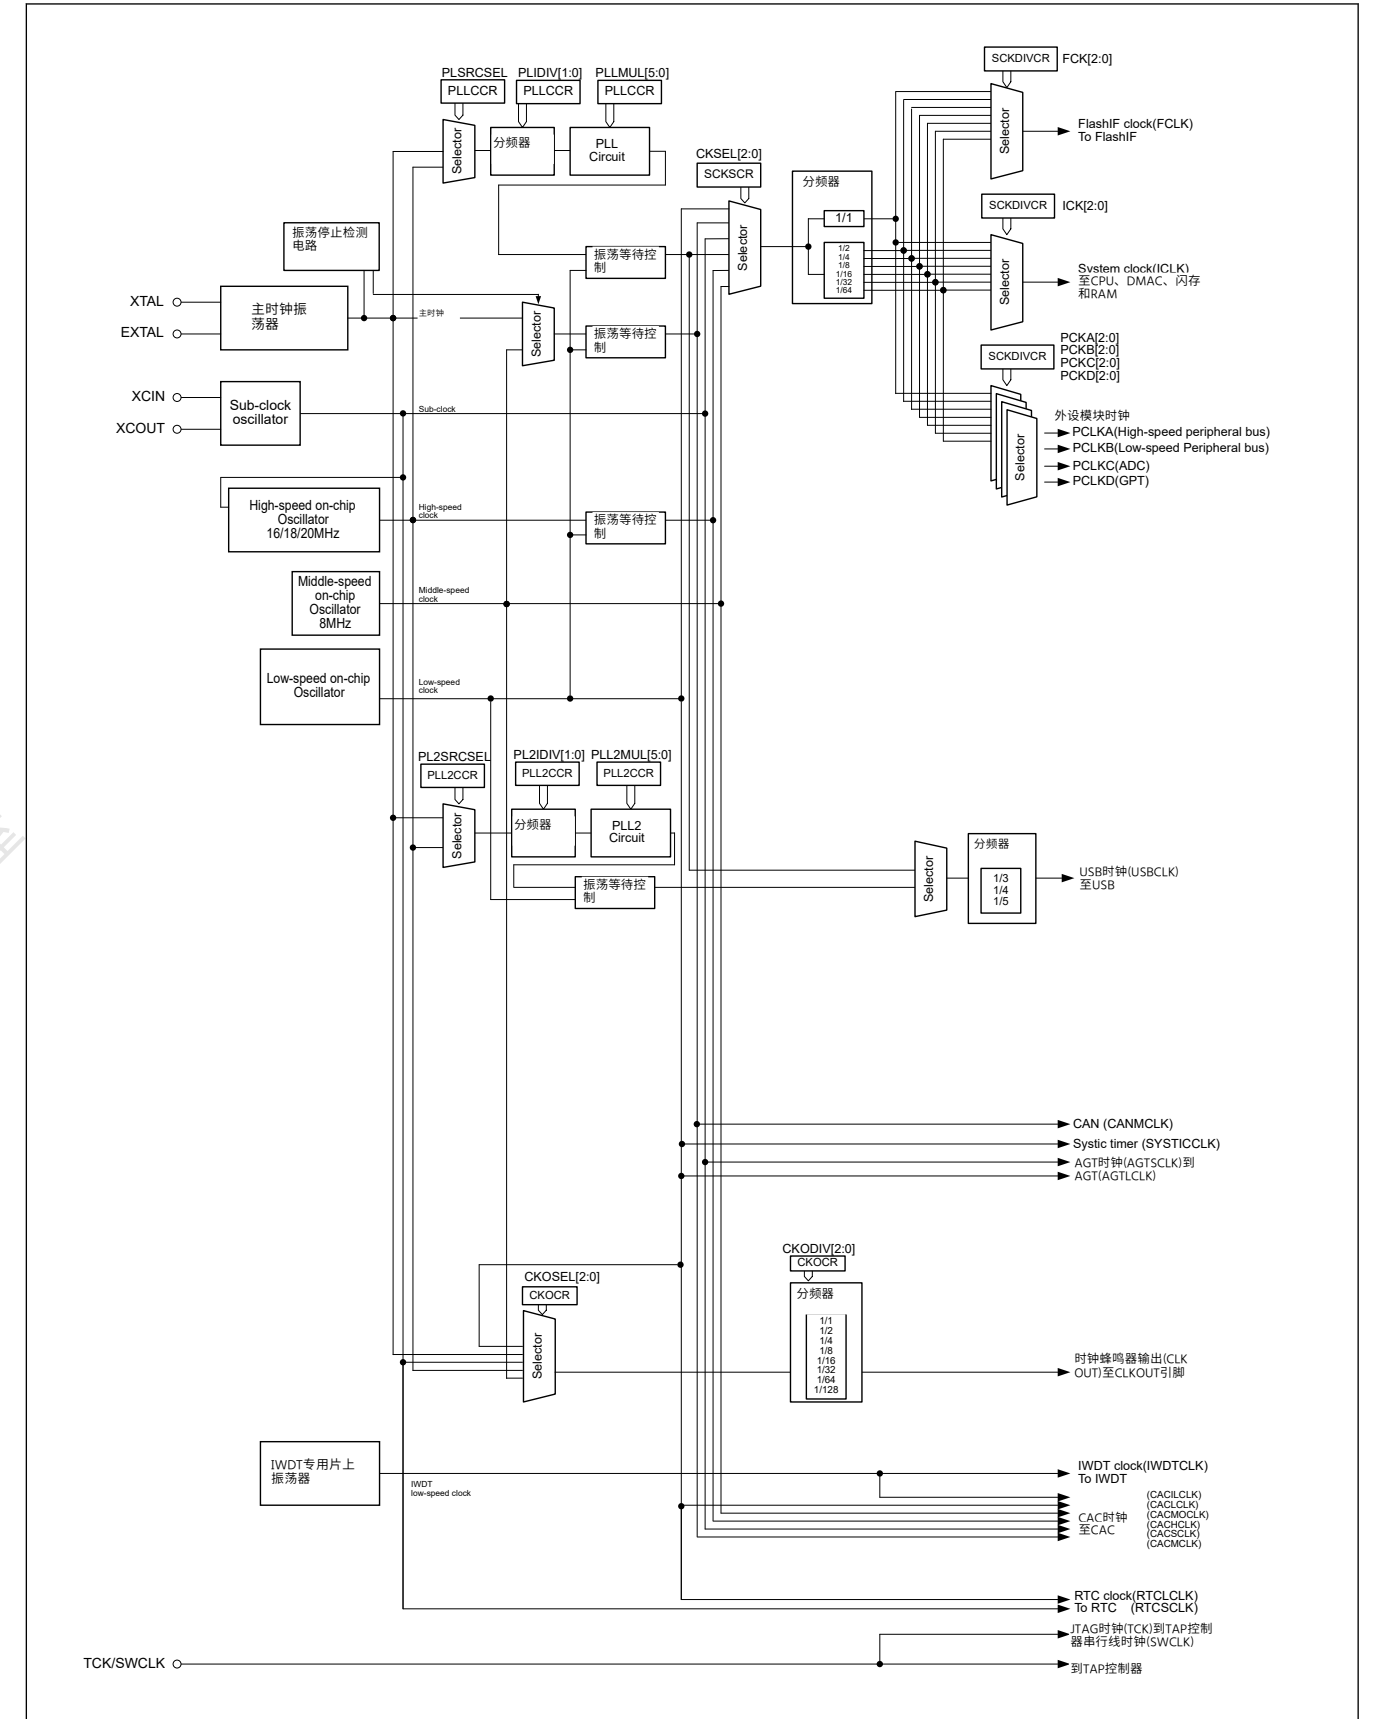 SCKDIVCR FCK[2:0]
PLSRCSEL PLIDIV[1:0] PLLMUL[5:0]
PLLCCR PLLCCR PLLCCR
Selector
分频器
PLL
Circuit
Selector
FlashIF clock(FCLK)
To FlashIF
CKSEL[2:0]
SCKSCR
分频器
1/1
1/2
1/4
1/8
1/16
1/32
1/64
SCKDIVCR ICK[2:0]
振荡停止检测
电路
振荡等待控
制
Selector
Selector
System clock(ICLK)
至CPU、DMAC、闪存
和RAM
XTAL
EXTAL
主时钟振
荡器
主时钟
Selector
振荡等待控
制
SCKDIVCR
PCKA[2:0]
PCKB[2:0]
PCKC[2:0]
PCKD[2:0]
XCIN
XCOUT
Sub-clock
oscillator
Sub-clock
外设模块时钟
Selector
PCLKA(High-speed peripheral bus)
PCLKB(Low-speed Peripheral bus)
PCLKC(ADC)
PCLKD(GPT)
High-speed on-chip
Oscillator
16/18/20MHz
High-speed
clock
振荡等待控
制
Middle-speed
on-chip
Oscillator
8MHz
Middle-speed
clock
Low-speed on-chip
Oscillator
Low-speed
clock
PL2SRCSEL PL2IDIV[1:0] PLL2MUL[5:0]
PLL2CCR PLL2CCR PLL2CCR
Selector
分频器
PLL2
Circuit
振荡等待控
制
Selector
分频器
1/3
1/4
1/5
USB时钟(USBCLK)
至USB
CAN (CANMCLK)
Systic timer (SYSTICCLK)
AGT时钟(AGTSCLK)到
AGT(AGTLCLK)
CKODIV[2:0]
CKOCR
CKOSEL[2:0]
CKOCR
Selector
分频器
1/1
1/2
1/4
1/8
1/16
1/32
1/64
1/128
时钟蜂鸣器输出(CLK
OUT)至CLKOUT引脚
IWDT专用片上
振荡器
IWDT
low-speed clock
IWDT clock(IWDTCLK)
To IWDT
CAC时钟
至CAC
(CACILCLK)
(CACLCLK)
(CACMOCLK)
(CACHCLK)
(CACSCLK)
(CACMCLK)
RTC clock(RTCLCLK)
To RTC (RTCSCLK)
TCK/SWCLK
JTAG时钟(TCK)到TAP控制
器串行线时钟(SWCLK)
到TAP控制器